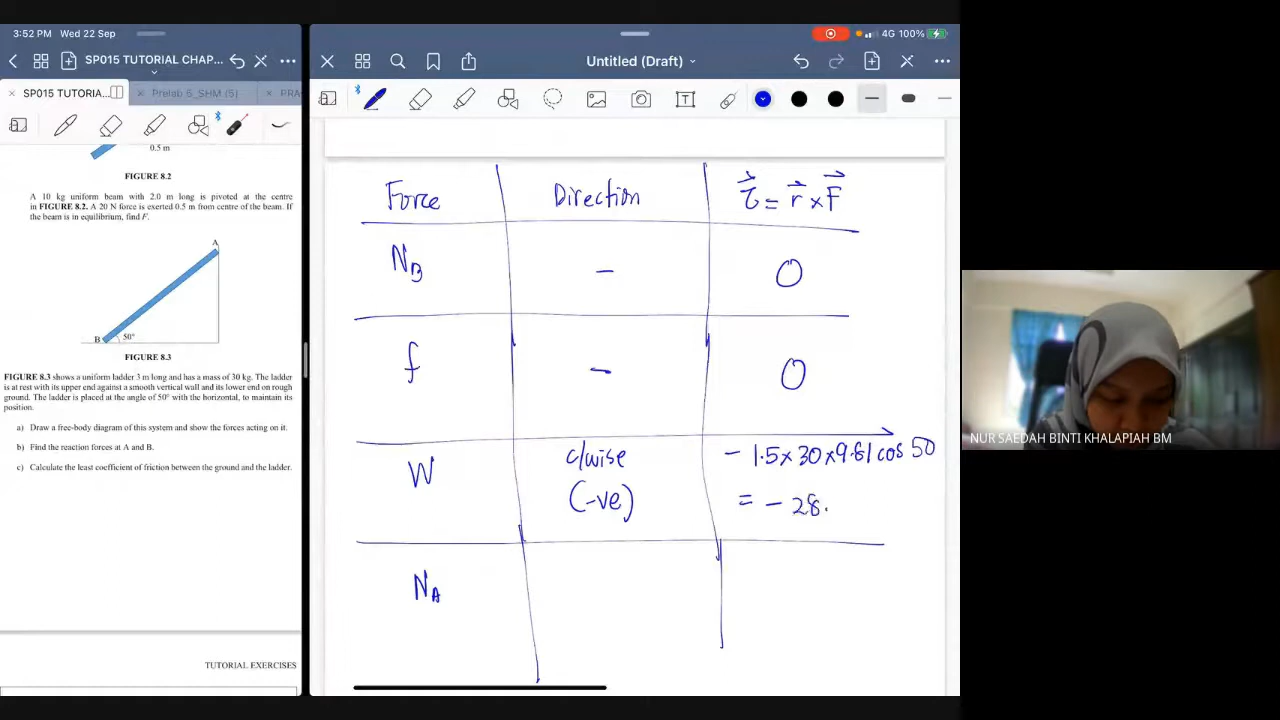 3:52 PM Wed 22 Sep
4G 100%
SP015 TUTORIAL CHAP...
Untitled (Draft)
SP015 TUTORIA...
Prelab 5_SHM (5)
PRA
T
0.5 m
FIGURE 8.2
A 10 kg uniform beam with 2.0 m long is pivoted at the centre
in FIGURE 8.2. A 20 N force is exerted 0.5 m from centre of the beam. If
the beam is in equilibrium, find F.
A
B
50°
FIGURE 8.3
FIGURE 8.3 shows a uniform ladder 3 m long and has a mass of 30 kg. The ladder
is at rest with its upper end against a smooth vertical wall and its lower end on rough
ground. The ladder is placed at the angle of 50° with the horizontal, to maintain its
position.
a) Draw a free-body diagram of this system and show the forces acting on it.
b) Find the reaction forces at A and B.
c) Calculate the least coefficient of friction between the ground and the ladder.
TUTORIAL EXERCISES
Force Direction τ⃗ = r⃗ × F⃗
N_B - 0
f - 0
W c/wise - 1.5 × 30 × 9.81 cos 50
(-ve) = - 28.
N_A
NUR SAEDAH BINTI KHALAPIAH BM